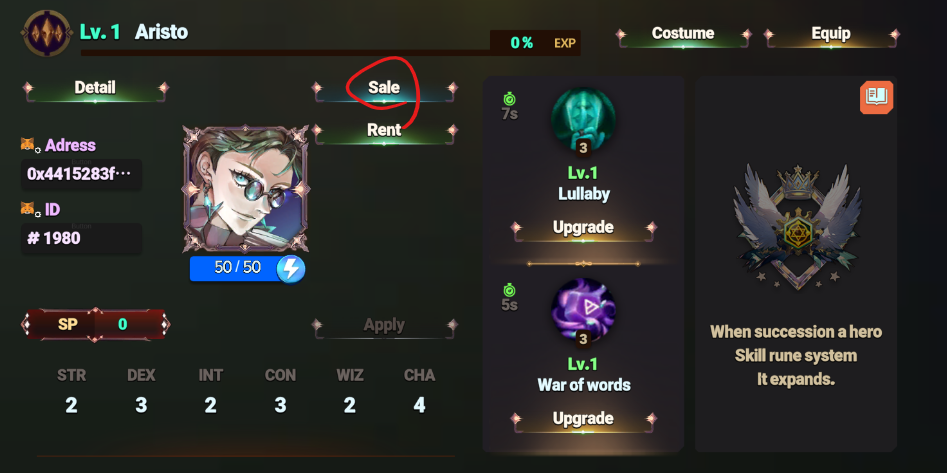 Lv. 1 Aristo
0% EXP
Costume
Equip
Detail
Sale
Rent
Adress
0x4415283f···
ID
# 1980
50 / 50
SP 0
Apply
STR DEX INT CON WIZ CHA
2 3 2 3 2 4
7s
3
Lv.1
Lullaby
Upgrade
5s
3
Lv.1
War of words
Upgrade
When succession a hero
Skill rune system
It expands.